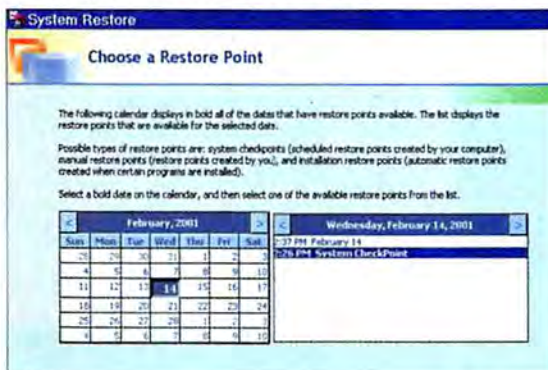 System Restore
Choose a Restore Point
The following calendar displays in bold all of the dates that have restore points available. The list displays the
restore points that are available for the selected date.
Possible types of restore points are: system checkpoints (scheduled restore points created by your computer),
manual restore points (restore points created by you), and installation restore points (automatic restore points
created when certain programs are installed).
Select a bold date on the calendar, and then select one of the available restore points from the list.
< February, 2001 >
Sun Mon Tue Wed Thu Fri Sat
28 29 30 31 1 2 3
4 5 6 7 8 9 10
11 12 13 14 15 16 17
18 19 20 21 22 23 24
25 26 27 28 1 2 3
4 5 6 7 8 9 10
< Wednesday, February 14, 2001 >
:37 PM February 14
:26 PM System CheckPoint